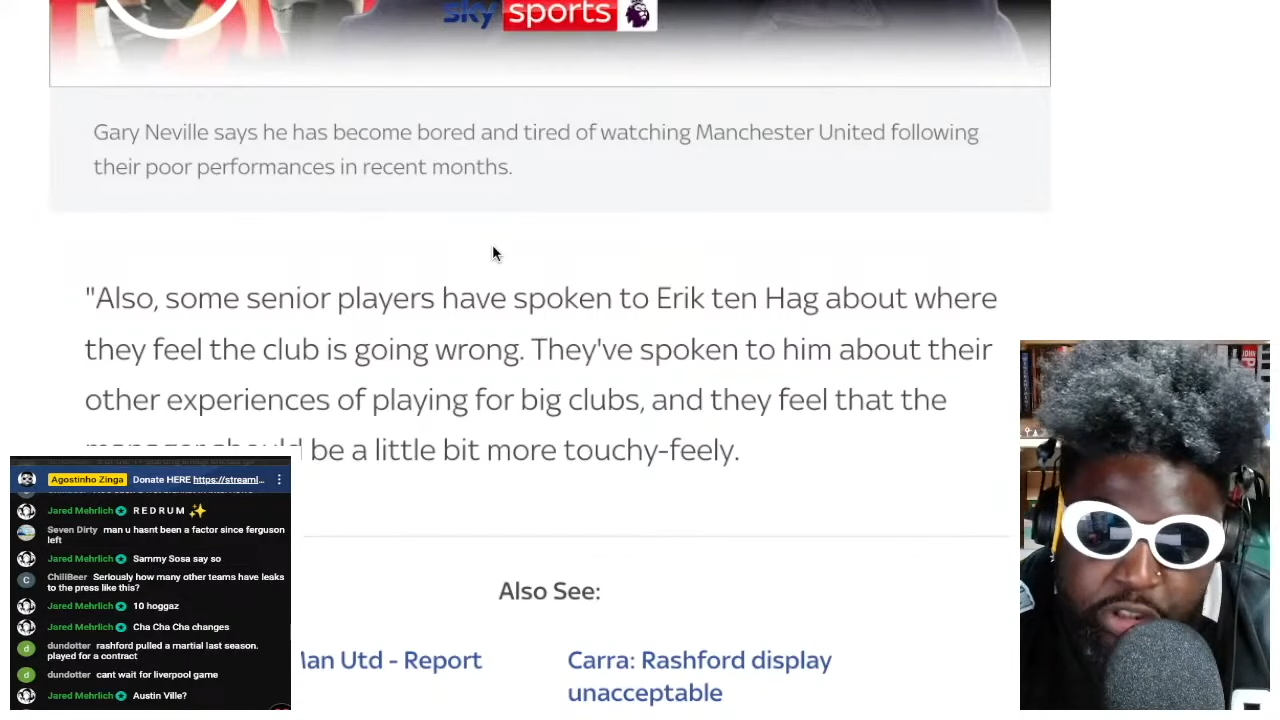 sky sports
Gary Neville says he has become bored and tired of watching Manchester United following
their poor performances in recent months.
"Also, some senior players have spoken to Erik ten Hag about where
they feel the club is going wrong. They've spoken to him about their
other experiences of playing for big clubs, and they feel that the
manager should be a little bit more touchy-feely.
Also See:
Man Utd - Report
Carra: Rashford display
unacceptable
Agostinho Zinga Donate HERE https://streaml...
Jared Mehrlich R E D R U M ✨
Seven Dirty man u hasnt been a factor since ferguson
left
Jared Mehrlich Sammy Sosa say so
ChiliBeer Seriously how many other teams have leaks
to the press like this?
Jared Mehrlich 10 hoggaz
Jared Mehrlich Cha Cha Cha changes
dundotter rashford pulled a martial last season.
played for a contract
dundotter cant wait for liverpool game
Jared Mehrlich Austin Ville?